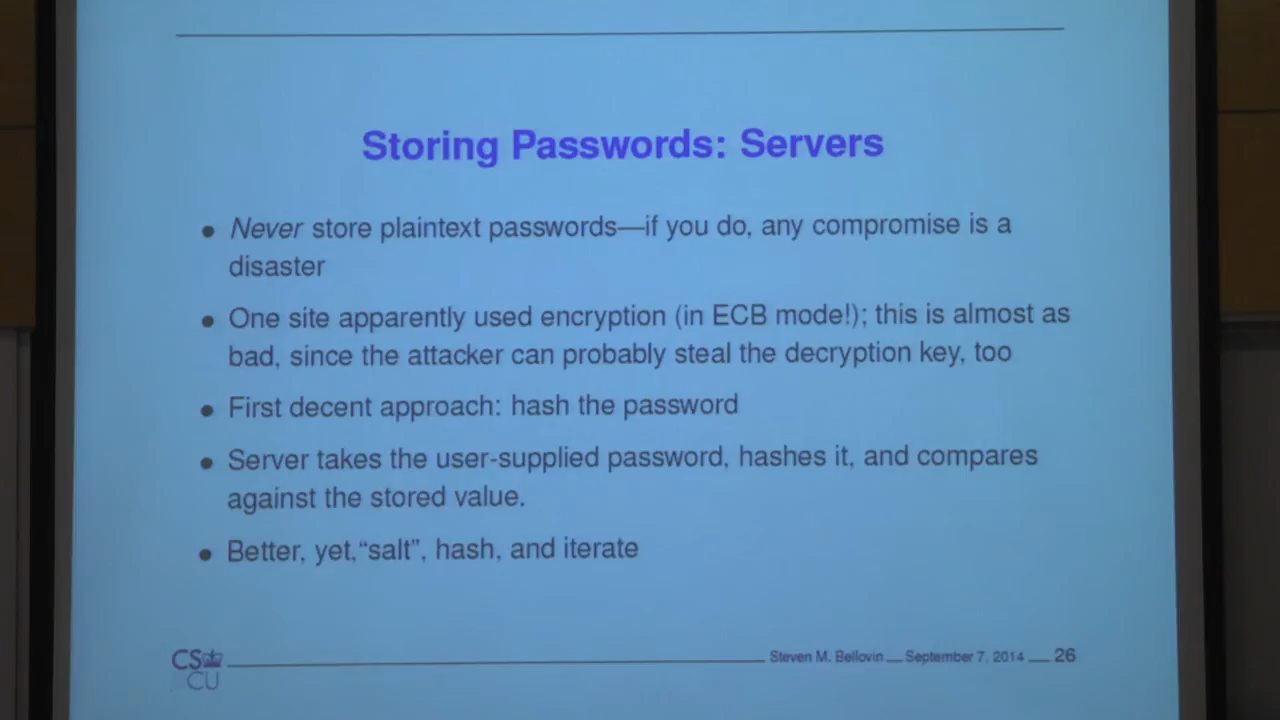 Storing Passwords: Servers
● Never store plaintext passwords—if you do, any compromise is a
disaster
● One site apparently used encryption (in ECB mode!); this is almost as
bad, since the attacker can probably steal the decryption key, too
● First decent approach: hash the password
● Server takes the user-supplied password, hashes it, and compares
against the stored value.
● Better, yet,“salt”, hash, and iterate
CS
CU
Steven M. Bellovin __ September 7, 2014 __ 26